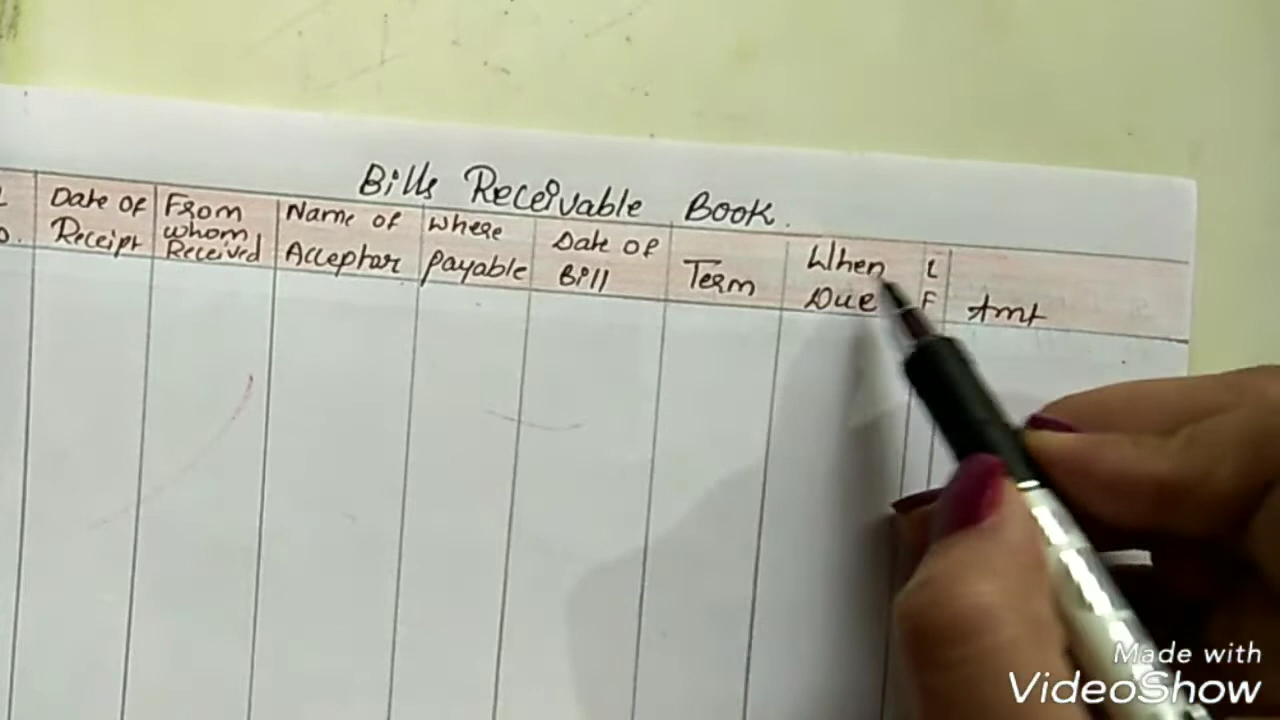 Bills Receivable Book.
Date of
Receipt
From
whom
Received
Name of
Acceptor
Where
payable
Date of
Bill
Term
When
Due
L
F
Amt
Made with
VideoShow